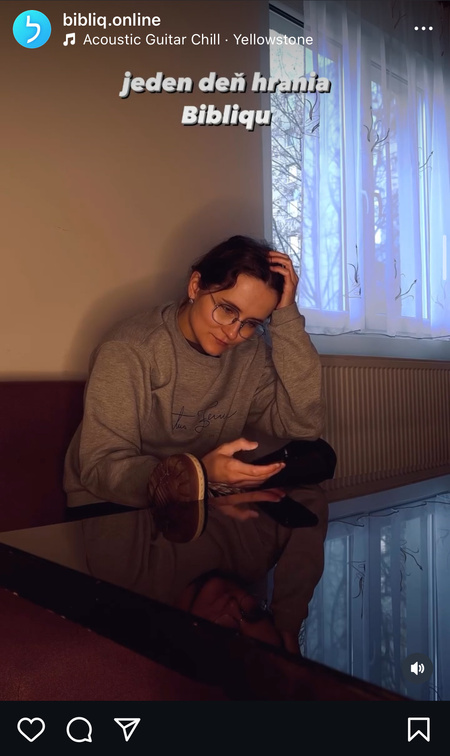 bibliq.online
Acoustic Guitar Chill · Yellowstone
jeden deň hrania
Bibliqu